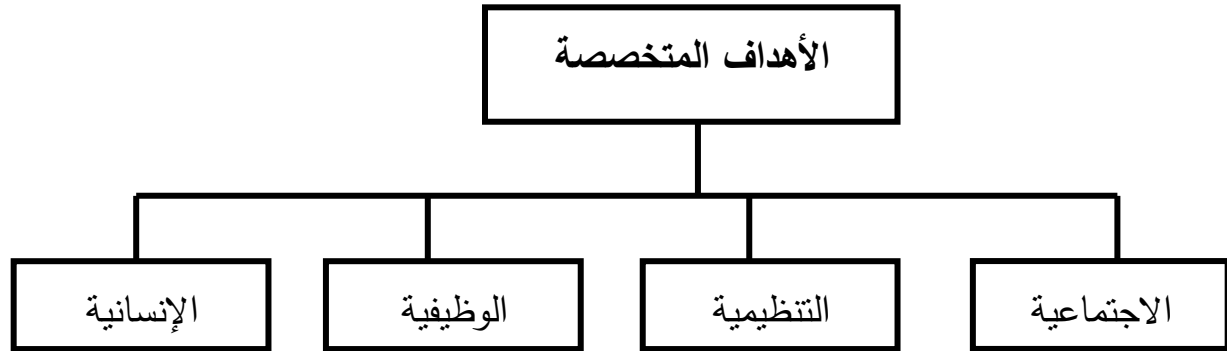 الأهداف المتخصصة
الاجتماعية
التنظيمية
الوظيفية
الإنسانية